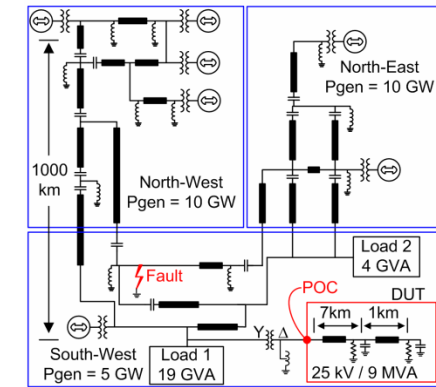 North-East
Pgen = 10 GW
1000
km
North-West
Pgen = 10 GW
Load 2
4 GVA
Fault
POC
DUT
7km
1km
Y
Δ
South-West
Pgen = 5 GW
Load 1
19 GVA
25 kV / 9 MVA